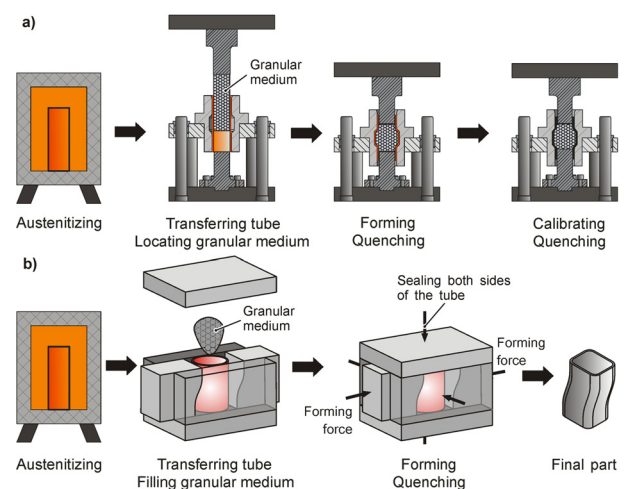 a)
Granular
medium
Austenitizing
Transferring tube
Locating granular medium
Forming
Quenching
Calibrating
Quenching
b)
Granular
medium
Sealing both sides
of the tube
Forming
force
Forming
force
Austenitizing
Transferring tube
Filling granular medium
Forming
Quenching
Final part